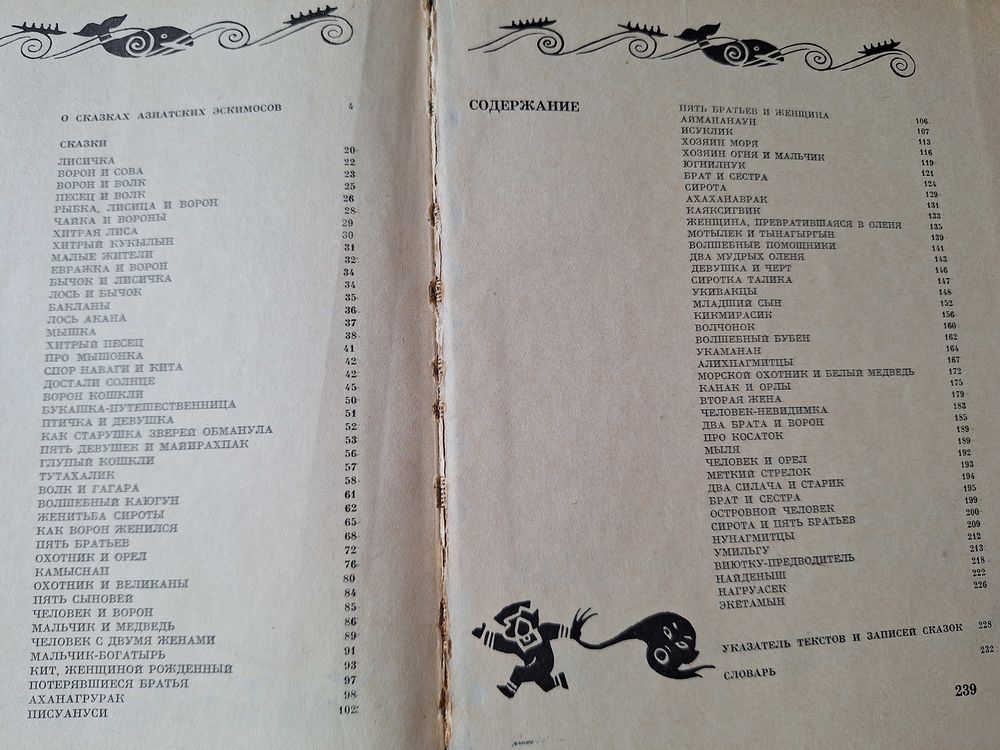 О СКАЗКАХ АЗИАТСКИХ ЭСКИМОСОВ 4
СКАЗКИ
ЛИСИЧКА 20
ВОРОН И СОВА 22
ВОРОН И ВОЛК 23
ПЕСЕЦ И ВОЛК 25
РЫБКА, ЛИСИЦА И ВОРОН 26
ЧАЙКА И ВОРОНЫ 28
ХИТРАЯ ЛИСА 29
ХИТРЫЙ КУКЫЛЫН 30
МАЛЫЕ ЖИТЕЛИ 31
ЕВРАЖКА И ВОРОН 32
БЫЧОК И ЛИСИЧКА 34
ЛОСЬ И БЫЧОК 34
БАКЛАНЫ 35
ЛОСЬ АКАНА 36
МЫШКА 37
ХИТРЫЙ ПЕСЕЦ 38
ПРО МЫШОНКА 41
СПОР НАВАГИ И КИТА 42
ДОСТАЛИ СОЛНЦЕ 42
ВОРОН КОШКЛИ 45
БУКАШКА-ПУТЕШЕСТВЕННИЦА 50
ПТИЧКА И ДЕВУШКА 51
КАК СТАРУШКА ЗВЕРЕЙ ОБМАНУЛА 52
ПЯТЬ ДЕВУШЕК И МАЙИРАХПАК 53
ГЛУПЫЙ КОШКЛИ 56
ТУТАХАЛИК 57
ВОЛК И ГАГАРА 58
ВОЛШЕБНЫЙ КАЮГУН 61
ЖЕНИТЬБА СИРОТЫ 62
КАК ВОРОН ЖЕНИЛСЯ 65
ПЯТЬ БРАТЬЕВ 68
ОХОТНИК И ОРЕЛ 72
КАМЫСНАП 76
ОХОТНИК И ВЕЛИКАНЫ 80
ПЯТЬ СЫНОВЕЙ 84
ЧЕЛОВЕК И ВОРОН 85
МАЛЬЧИК И МЕДВЕДЬ 86
ЧЕЛОВЕК С ДВУМЯ ЖЕНАМИ 89
МАЛЬЧИК-БОГАТЫРЬ 91
КИТ, ЖЕНЩИНОЙ РОЖДЕННЫЙ 93
ПОТЕРЯВШИЕСЯ БРАТЬЯ 97
АХАНАГРУРАК 98
ПИСУАНУСИ 102
СОДЕРЖАНИЕ
ПЯТЬ БРАТЬЕВ И ЖЕНЩИНА 106
АЙМАНАНАУН 107
ИСУКЛИК 113
ХОЗЯИН МОРЯ 116
ХОЗЯИН ОГНЯ И МАЛЬЧИК 119
ЮГНИЛНУК 121
БРАТ И СЕСТРА 124
СИРОТА 129
АХАХАНАВРАК 131
КАЯКСИГВИК 133
ЖЕНЩИНА, ПРЕВРАТИВШАЯСЯ В ОЛЕНЯ 135
МОТЫЛЕК И ТЫНАГЫРГЫН 139
ВОЛШЕБНЫЕ ПОМОЩНИКИ 141
ДВА МУДРЫХ ОЛЕНЯ 143
ДЕВУШКА И ЧЕРТ 146
СИРОТКА ТАЛИКА 147
УКИВАКЦЫ 148
МЛАДШИЙ СЫН 152
КИКМИРАСИК 156
ВОЛЧОНОК 160
ВОЛШЕБНЫЙ БУБЕН 162
УКАМАНАН 164
АЛИХПАГМИТЦЫ 167
МОРСКОЙ ОХОТНИК И БЕЛЫЙ МЕДВЕДЬ 172
КАНАК И ОРЛЫ 175
ВТОРАЯ ЖЕНА 179
ЧЕЛОВЕК-НЕВИДИМКА 183
ДВА БРАТА И ВОРОН 185
ПРО КОСАТОК 189
МЫЛЯ 189
ЧЕЛОВЕК И ОРЕЛ 192
МЕТКИЙ СТРЕЛОК 193
ДВА СИЛАЧА И СТАРИК 194
БРАТ И СЕСТРА 195
ОСТРОВНОЙ ЧЕЛОВЕК 199
СИРОТА И ПЯТЬ БРАТЬЕВ 200
НУНАГМИТЦЫ 209
УМИЛЬГУ 212
ВИЮТКУ-ПРЕДВОДИТЕЛЬ 213
НАЙДЕНЫШ 218
НАГРУАСЕК 222
ЭКЕТАМЫН 226
УКАЗАТЕЛЬ ТЕКСТОВ И ЗАПИСЕЙ СКАЗОК 228
СЛОВАРЬ 232
239